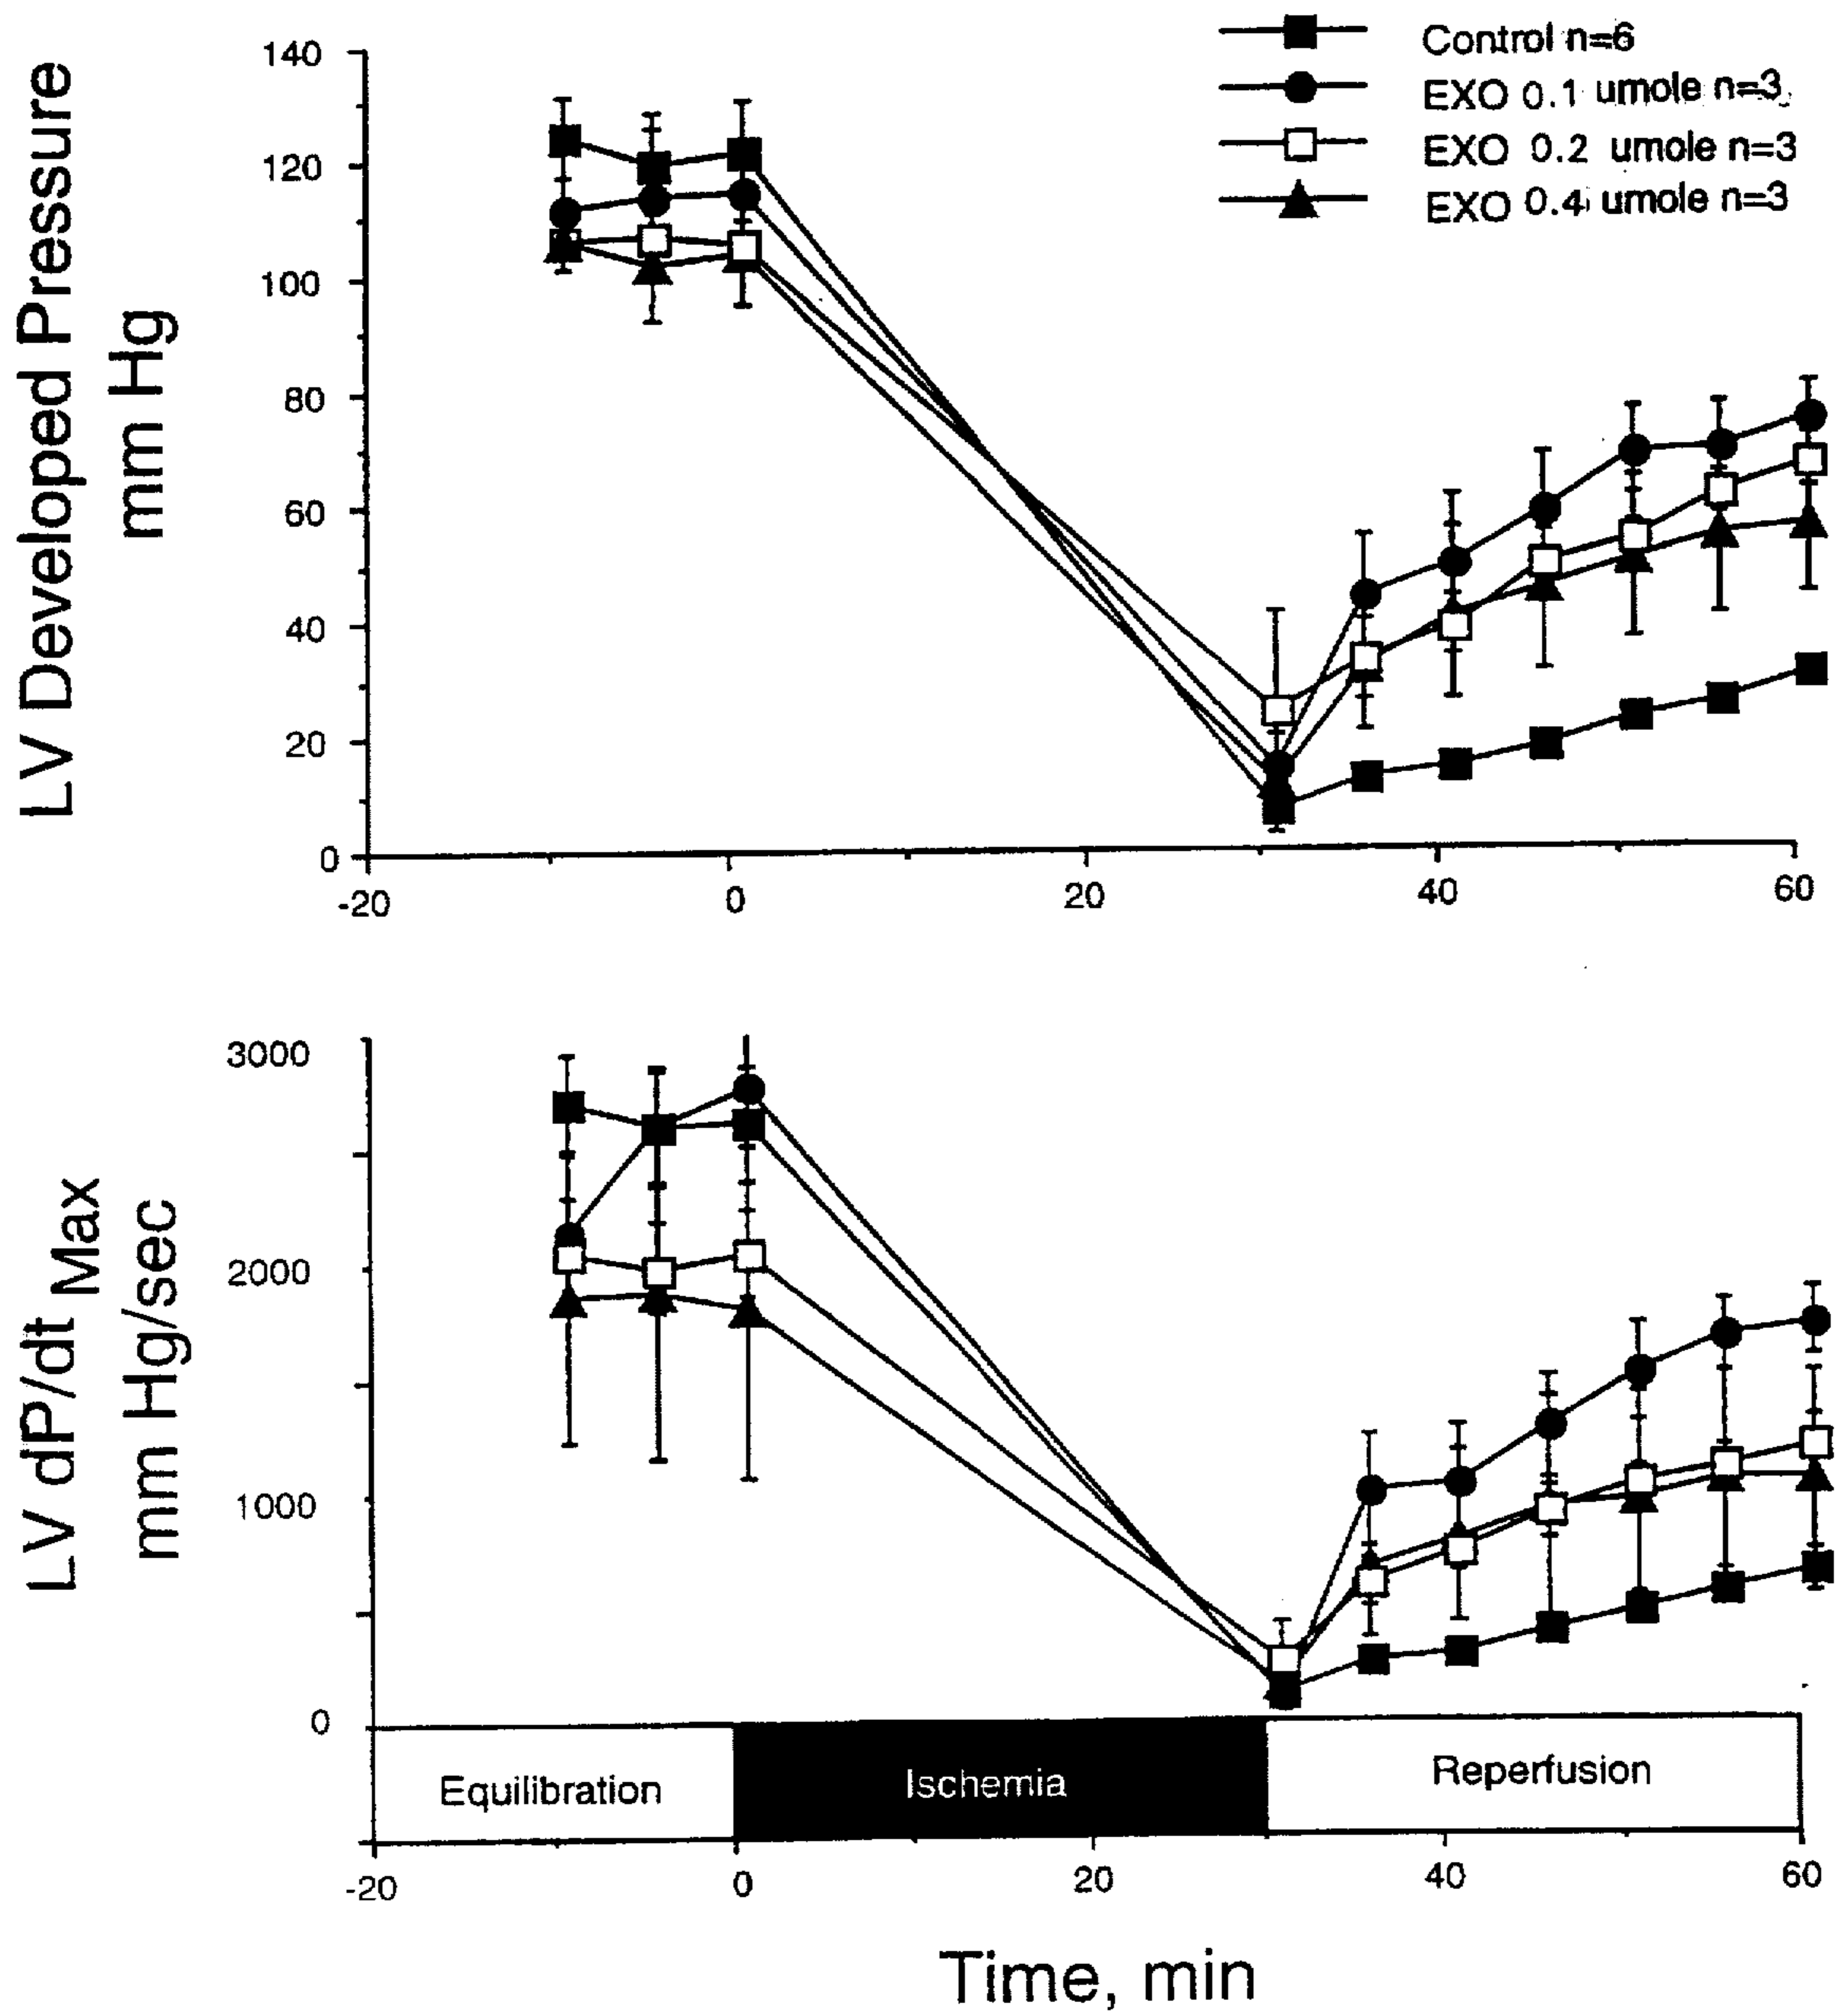 Control n=6
EXO 0.1 umole n=3
EXO 0.2 umole n=3
EXO 0.4 umole n=3
LV Developed Pressure
mm Hg
140
120
100
80
60
40
20
0
-20
0
20
40
60
LV dP/dt Max
mm Hg/sec
3000
2000
1000
0
Equilibration
Ischemia
Reperfusion
-20
0
20
40
60
Time, min